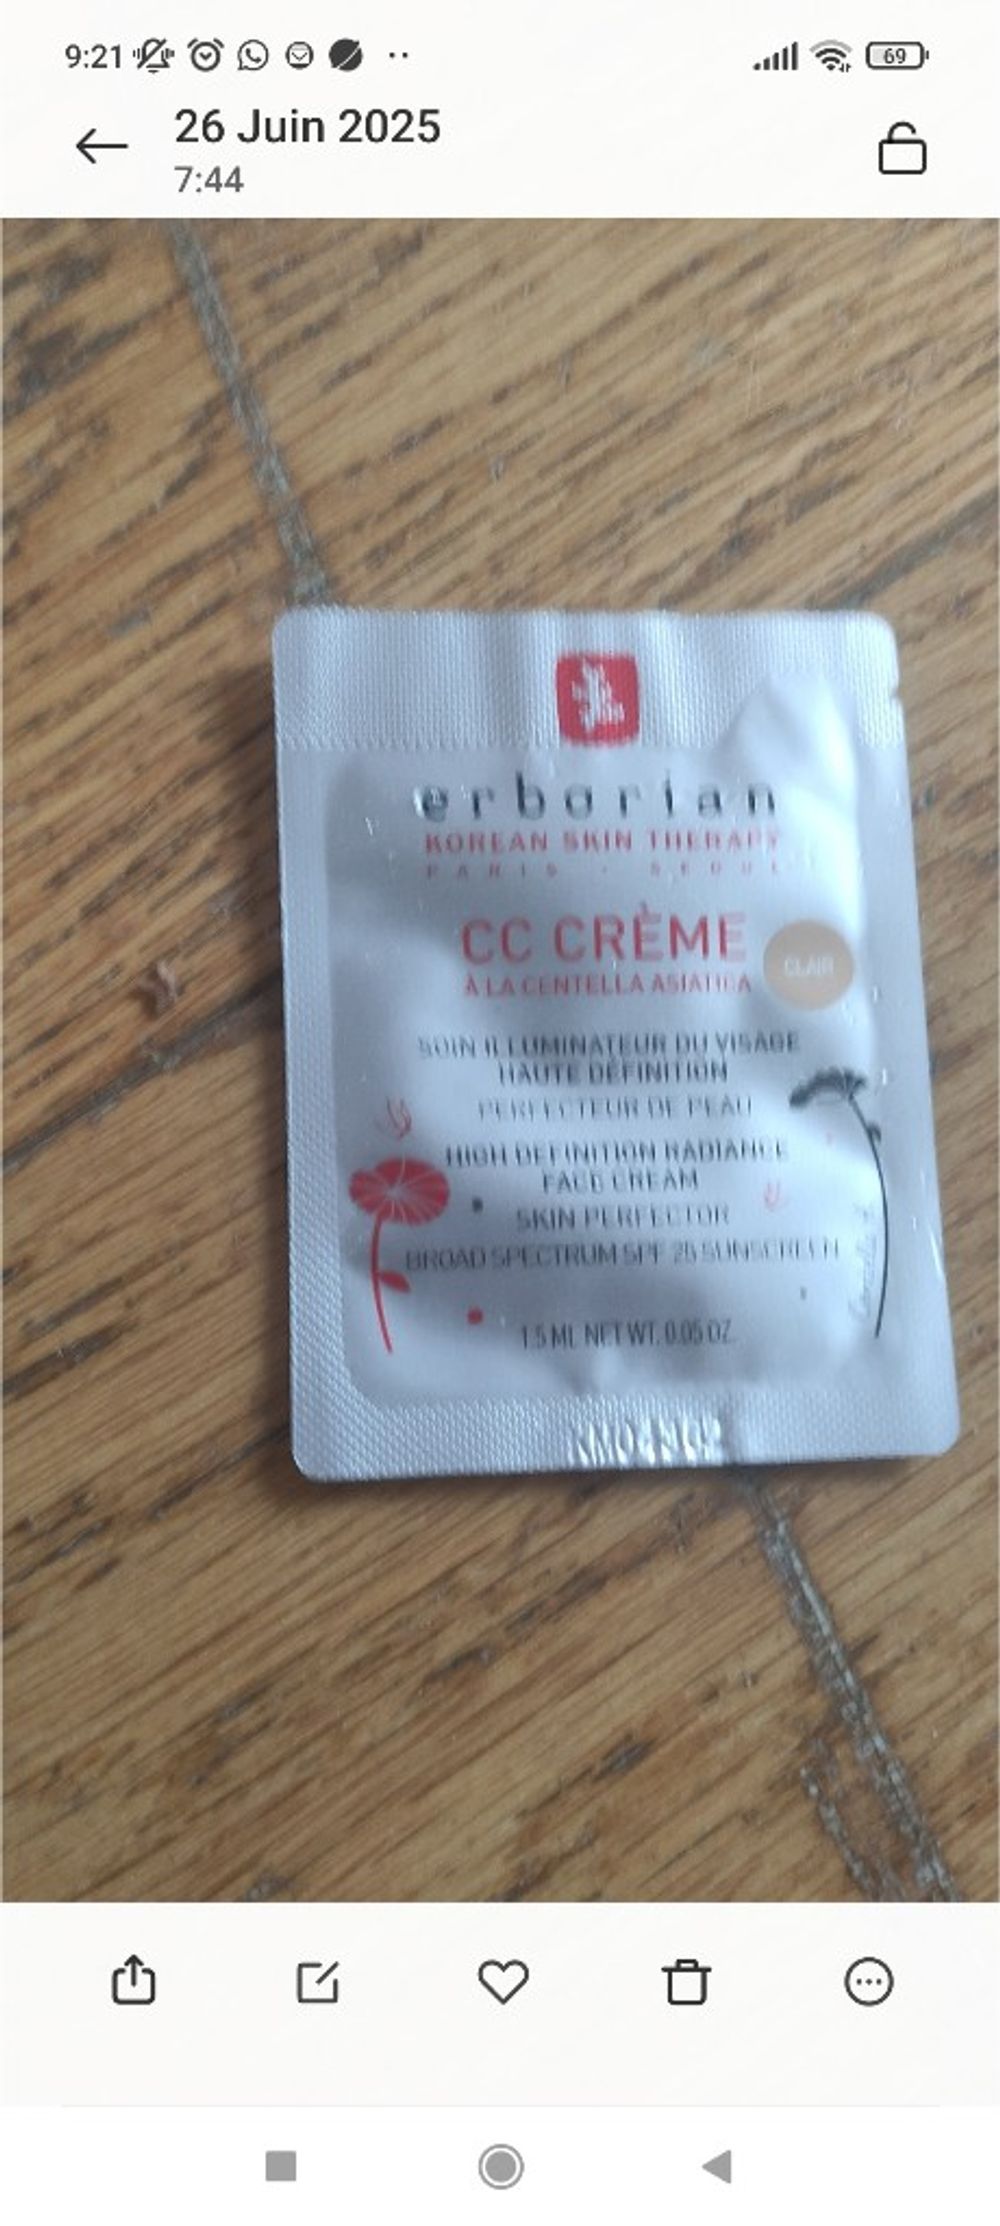 9:21
69
26 Juin 2025
7:44
erborian
KOREAN SKIN THERAPY
PARIS - SEOUL
CC CRÈME
À LA CENTELLA ASIATICA
CLAIR
SOIN ILLUMINATEUR DU VISAGE
HAUTE DÉFINITION
PERFECTEUR DE PEAU
HIGH DEFINITION RADIANCE
FACE CREAM
SKIN PERFECTOR
BROAD SPECTRUM SPF 25 SUNSCREEN
1.5 ML NET WT. 0.05 OZ.